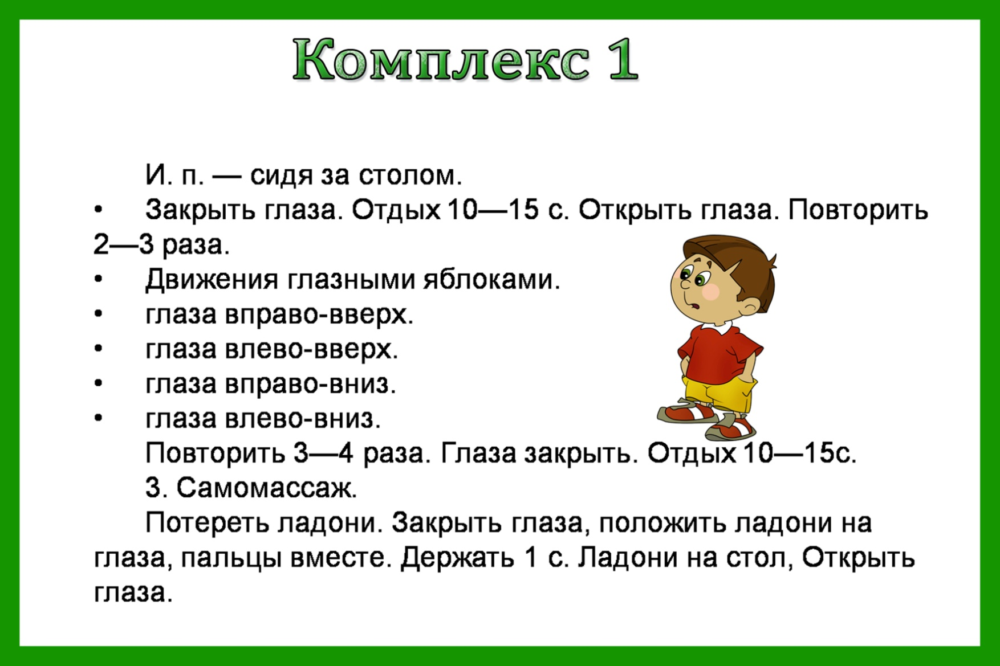 Комплекс 1
И. п. — сидя за столом.
• Закрыть глаза. Отдых 10—15 с. Открыть глаза. Повторить
2—3 раза.
• Движения глазными яблоками.
• глаза вправо-вверх.
• глаза влево-вверх.
• глаза вправо-вниз.
• глаза влево-вниз.
Повторить 3—4 раза. Глаза закрыть. Отдых 10—15с.
3. Самомассаж.
Потереть ладони. Закрыть глаза, положить ладони на
глаза, пальцы вместе. Держать 1 с. Ладони на стол, Открыть
глаза.